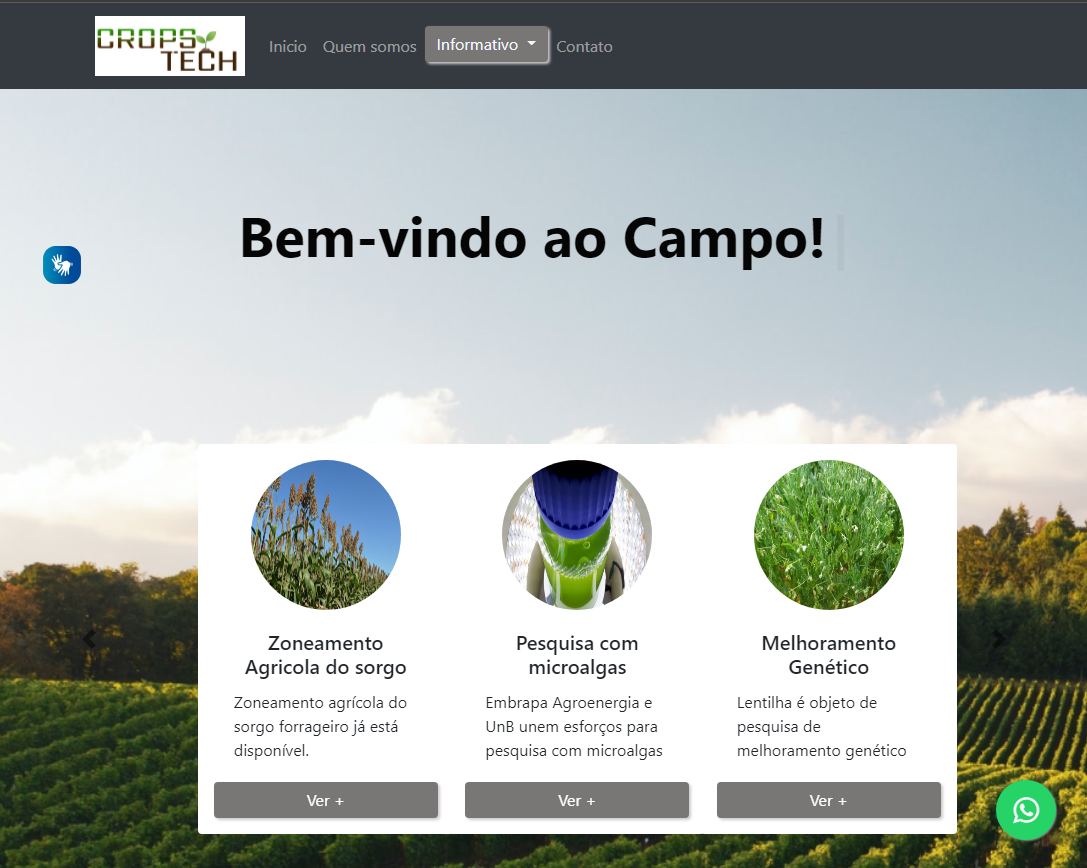 CROPS
TECH
Inicio Quem somos Informativo Contato
Bem-vindo ao Campo!
Zoneamento
Agricola do sorgo
Zoneamento agrícola do
sorgo forrageiro já está
disponível.
Ver +
Pesquisa com
microalgas
Embrapa Agroenergia e
UnB unem esforços para
pesquisa com microalgas
Ver +
Melhoramento
Genético
Lentilha é objeto de
pesquisa de
melhoramento genético
Ver +